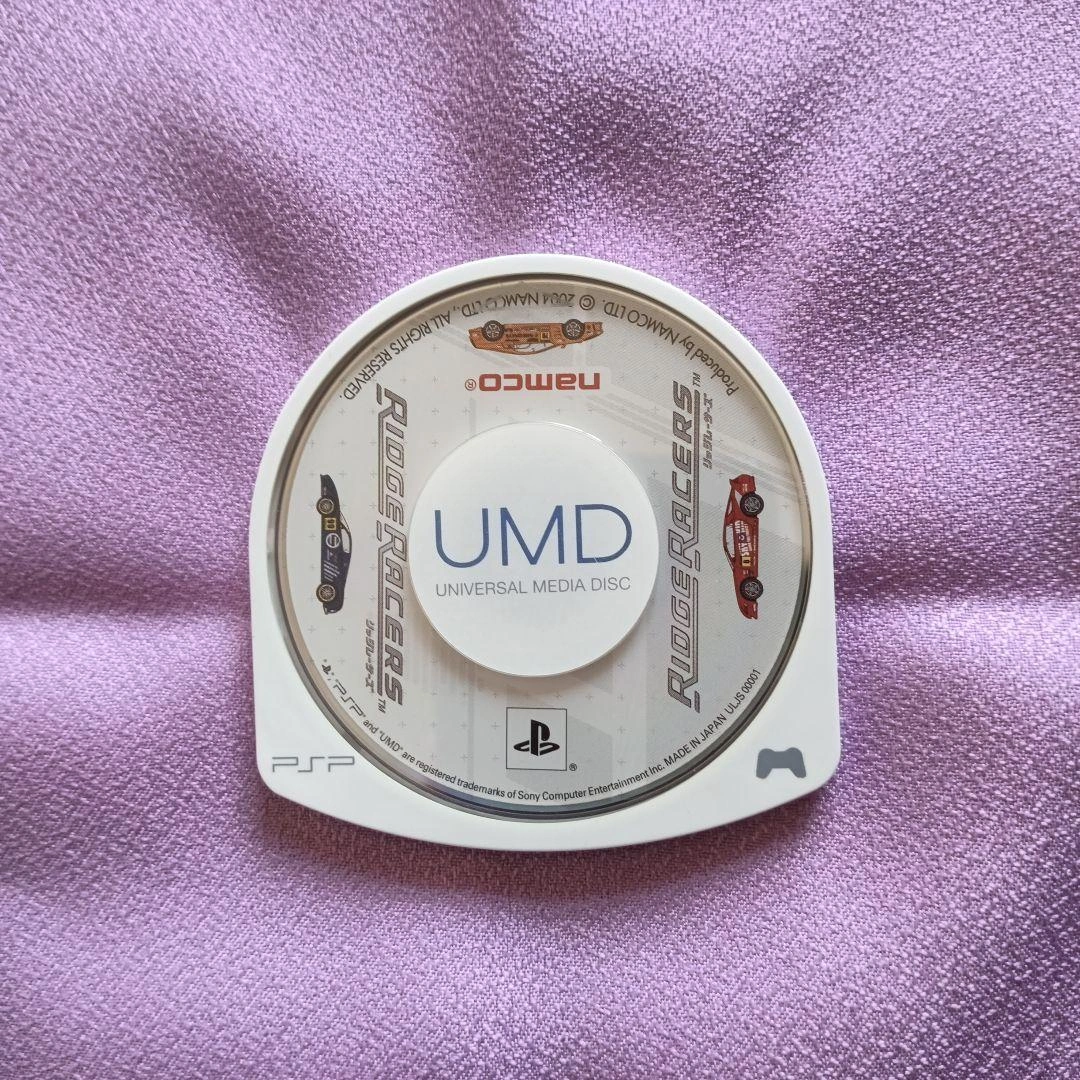 © 2004 NAMCO LTD., ALL RIGHTS RESERVED.
Produced by NAMCO LTD.
namco®
RIDGE RACERS™
リッジレーサーズ
RIDGE RACERS™
リッジレーサーズ
UMD
UNIVERSAL MEDIA DISC
"PSP" and "UMD" are registered trademarks of Sony Computer Entertainment Inc. MADE IN JAPAN ULJS 00001
®
PSP